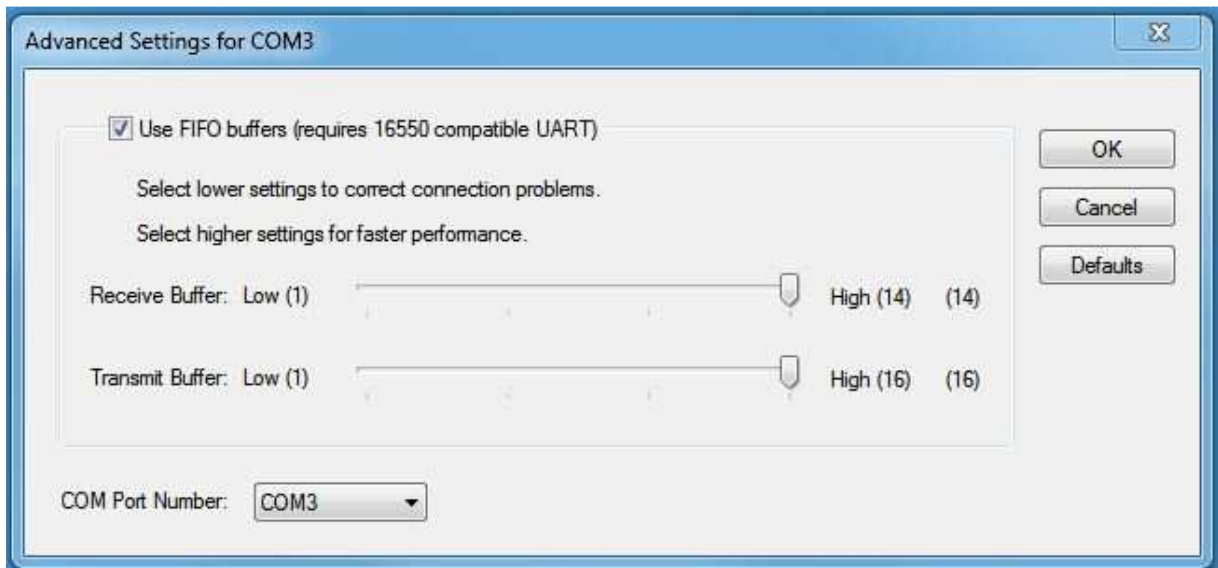 Advanced Settings for COM3
Use FIFO buffers (requires 16550 compatible UART)
OK
Select lower settings to correct connection problems.
Cancel
Select higher settings for faster performance.
Defaults
Receive Buffer: Low (1) High (14) (14)
Transmit Buffer: Low (1) High (16) (16)
COM Port Number: COM3